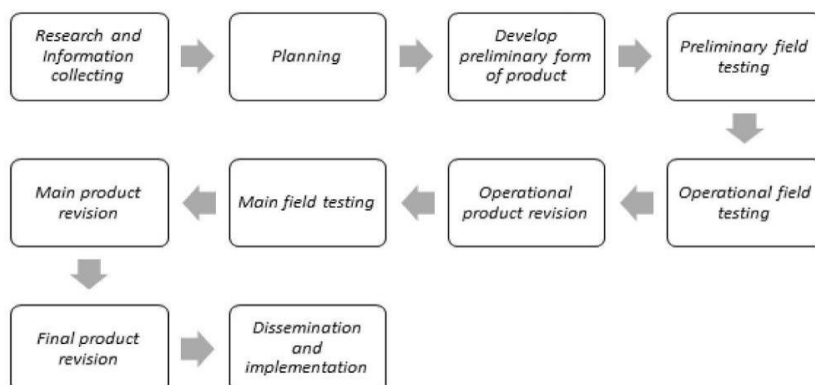 Research and
Information
collecting
Planning
Develop
preliminary form
of product
Preliminary field
testing
Operational field
testing
Operational
product revision
Main field testing
Main product
revision
Final product
revision
Dissemination
and
implementation